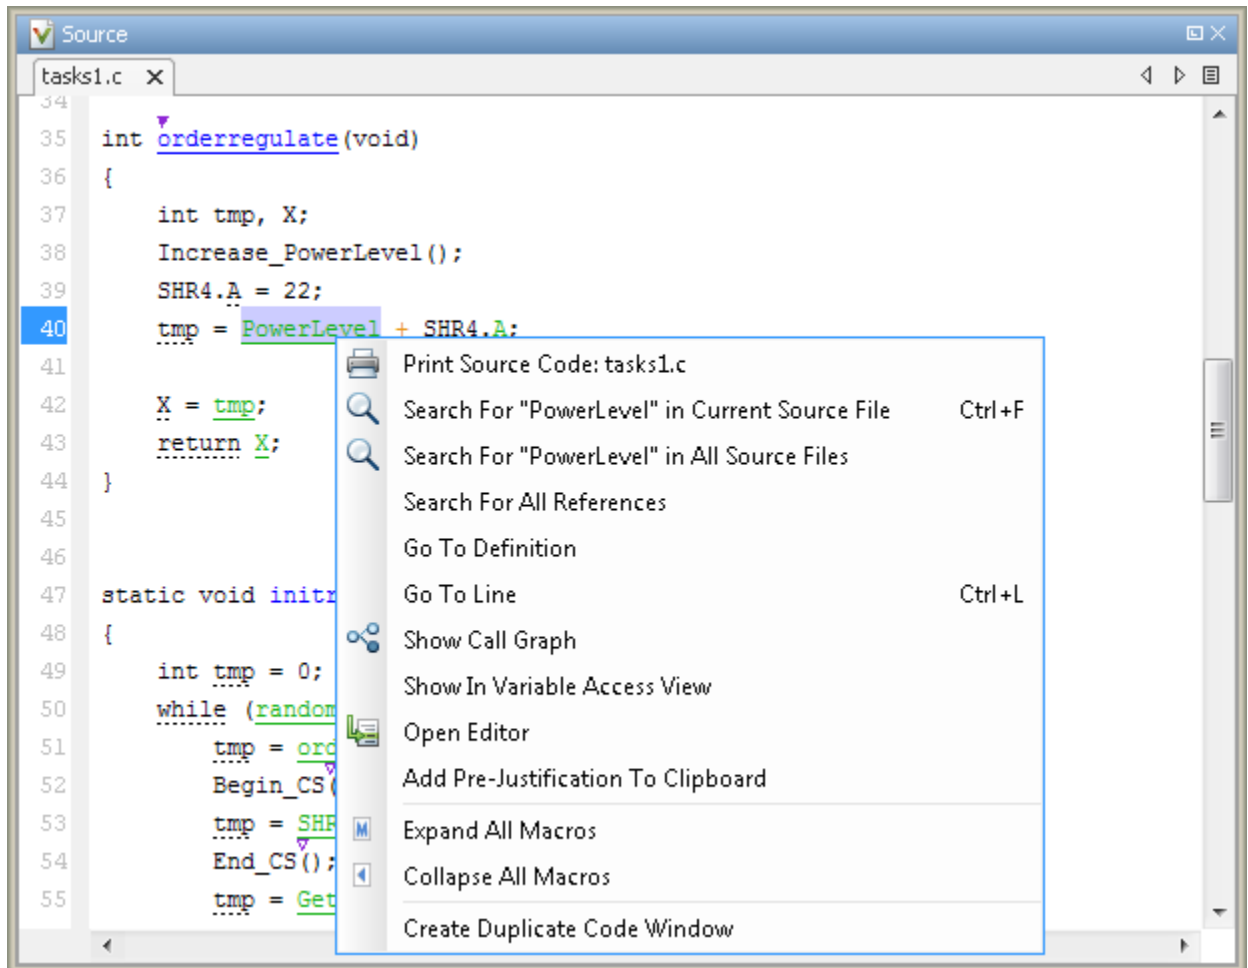 Source
tasks1.c
34
35 int orderregulate(void)
36 {
37 int tmp, X;
38 Increase_PowerLevel();
39 SHR4.A = 22;
40 tmp = PowerLevel + SHR4.A;
41
42 X = tmp;
43 return X;
44 }
45
46
47 static void initr
48 {
49 int tmp = 0;
50 while (random
51 tmp = ord
52 Begin_CS(
53 tmp = SHR
54 End_CS();
55 tmp = Get
Print Source Code: tasks1.c
Search For "PowerLevel" in Current Source File Ctrl+F
Search For "PowerLevel" in All Source Files
Search For All References
Go To Definition
Go To Line Ctrl+L
Show Call Graph
Show In Variable Access View
Open Editor
Add Pre-Justification To Clipboard
M Expand All Macros
Collapse All Macros
Create Duplicate Code Window